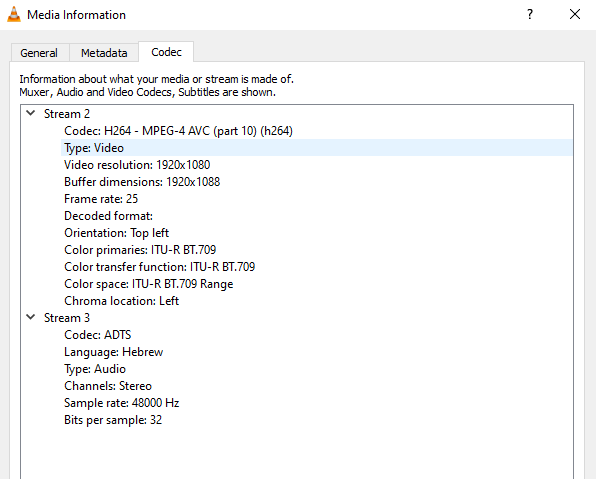 Media Information
General Metadata Codec
Information about what your media or stream is made of.
Muxer, Audio and Video Codecs, Subtitles are shown.
Stream 2
Codec: H264 - MPEG-4 AVC (part 10) (h264)
Type: Video
Video resolution: 1920x1080
Buffer dimensions: 1920x1088
Frame rate: 25
Decoded format:
Orientation: Top left
Color primaries: ITU-R BT.709
Color transfer function: ITU-R BT.709
Color space: ITU-R BT.709 Range
Chroma location: Left
Stream 3
Codec: ADTS
Language: Hebrew
Type: Audio
Channels: Stereo
Sample rate: 48000 Hz
Bits per sample: 32